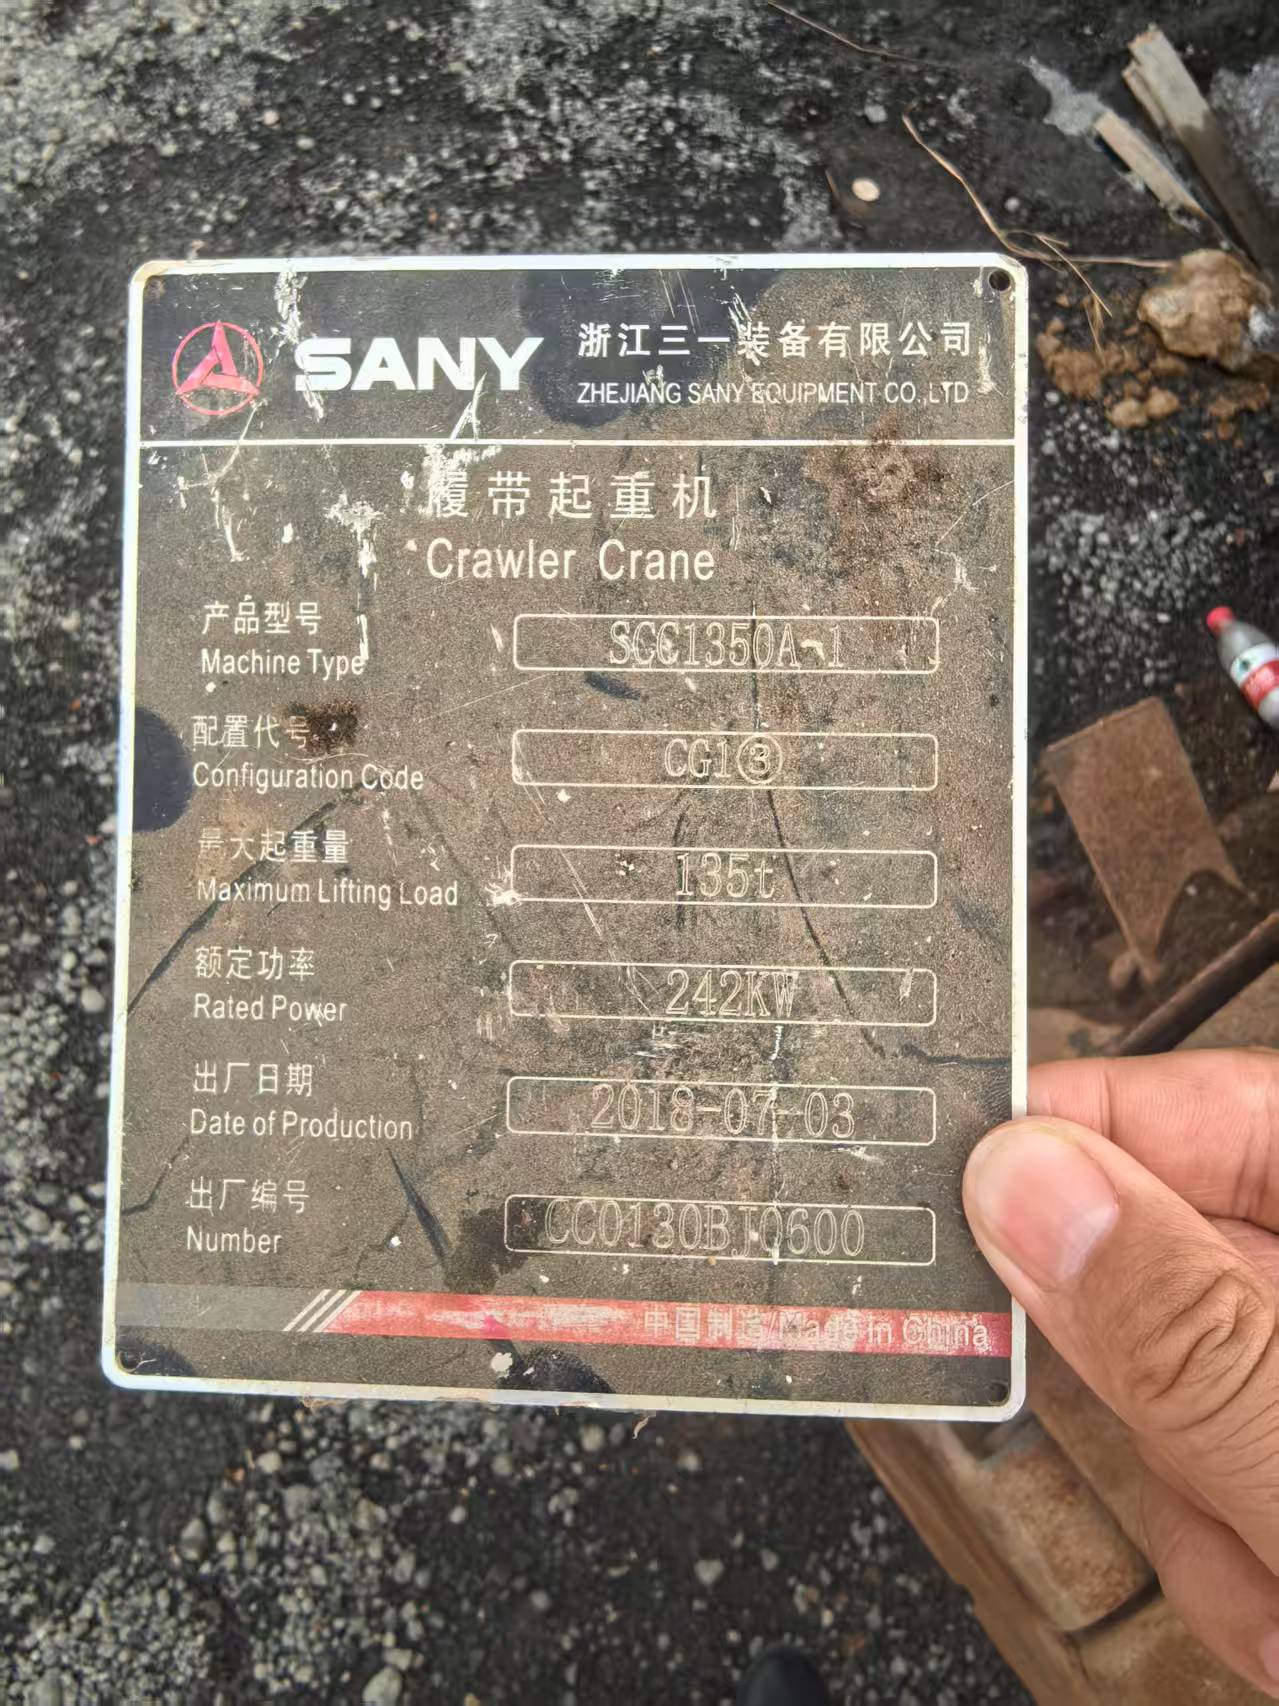 SANY
浙江三一装备有限公司
ZHEJIANG SANY EQUIPMENT CO.,LTD
履带起重机
Crawler Crane
产品型号
Machine Type
SCC1350A-1
配置代号
Configuration Code
CG1③
最大起重量
Maximum Lifting Load
135t
额定功率
Rated Power
242KW
出厂日期
Date of Production
2018-07-03
出厂编号
Number
CC0130BJ0600
中国制造/Made in China